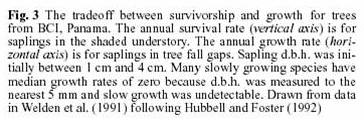 Fig. 3 The tradeoff between survivorship and growth for trees
from BCI, Panama. The annual survival rate (vertical axis) is for
saplings in the shaded understory. The annual growth rate (hori-
zontal axis) is for saplings in tree fall gaps. Sapling d.b.h. was ini-
tially between 1 cm and 4 cm. Many slowly growing species have
median growth rates of zero because d.b.h. was measured to the
nearest 5 mm and slow growth was undetectable. Drawn from data
in Welden et al. (1991) following Hubbell and Foster (1992)